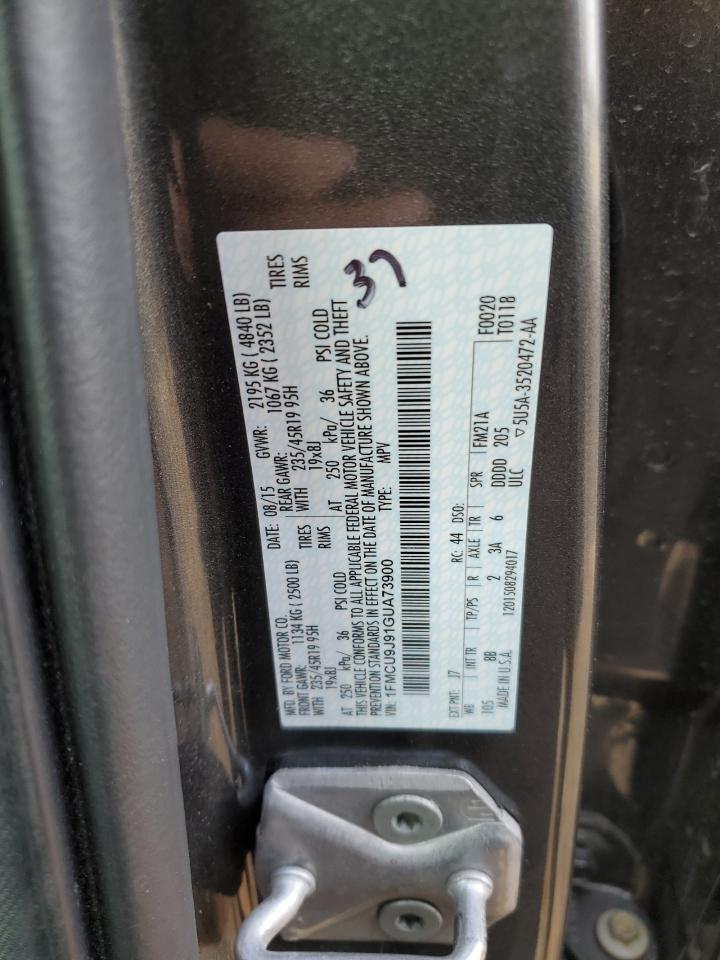 MFD. BY FORD MOTOR CO.
DATE: 08/15 GVWR: 2195 KG ( 4840 LB)
FRONT GAWR: 1134 KG ( 2500 LB)
REAR GAWR: 1067 KG ( 2352 LB)
WITH 235/45R19 95H TIRES
WITH 235/45R19 95H TIRES
19x8J RIMS
19x8J RIMS
AT 250 kPa/ 36 PSI COLD
AT 250 kPa/ 36 PSI COLD
THIS VEHICLE CONFORMS TO ALL APPLICABLE FEDERAL MOTOR VEHICLE SAFETY AND THEFT
PREVENTION STANDARDS IN EFFECT ON THE DATE OF MANUFACTURE SHOWN ABOVE.
VIN: 1FMCU9J91GUA73900 TYPE: MPV
37
EXT PNT: J7 RC: 44 DSO: FM21A F0020
WB INT TR TP/PS R AXLE TR SPR T0118
105 8B 2 3A 6 DDDD 205
MADE IN U.S.A. 1201508294017 ULC ▽5U5A-3520472-AA